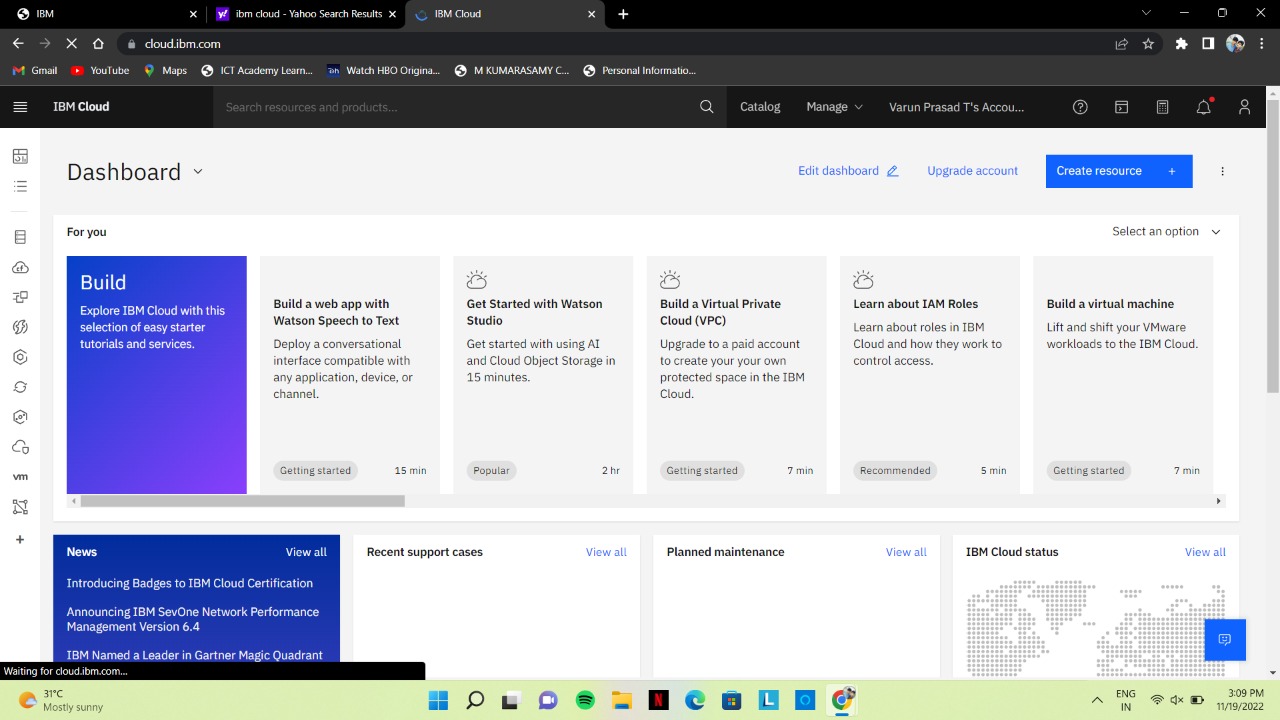 IBM
ibm cloud - Yahoo Search Results
IBM Cloud
cloud.ibm.com
Gmail
YouTube
Maps
ICT Academy Learn...
Watch HBO Origina...
M KUMARASAMY C...
Personal Informatio...
IBM Cloud
Search resources and products...
Catalog
Manage
Varun Prasad T's Accou...
Dashboard
Edit dashboard
Upgrade account
Create resource +
For you
Select an option
Build
Explore IBM Cloud with this
selection of easy starter
tutorials and services.
Build a web app with
Watson Speech to Text
Deploy a conversational
interface compatible with
any application, device, or
channel.
Getting started
15 min
Get Started with Watson
Studio
Get started with using AI
and Cloud Object Storage in
15 minutes.
Popular
2 hr
Build a Virtual Private
Cloud (VPC)
Upgrade to a paid account
to create your your own
protected space in the IBM
Cloud.
Getting started
7 min
Learn about IAM Roles
Learn about roles in IBM
Cloud and how they work to
control access.
Recommended
5 min
Build a virtual machine
Lift and shift your VMware
workloads to the IBM Cloud.
Getting started
7 min
vm
News
View all
Introducing Badges to IBM Cloud Certification
Announcing IBM SevOne Network Performance
Management Version 6.4
IBM Named a Leader in Gartner Magic Quadrant
Recent support cases
View all
Planned maintenance
View all
IBM Cloud status
View all
Waiting for cloud.ibm.com...
31°C
Mostly sunny
ENG
IN
3:09 PM
11/19/2022